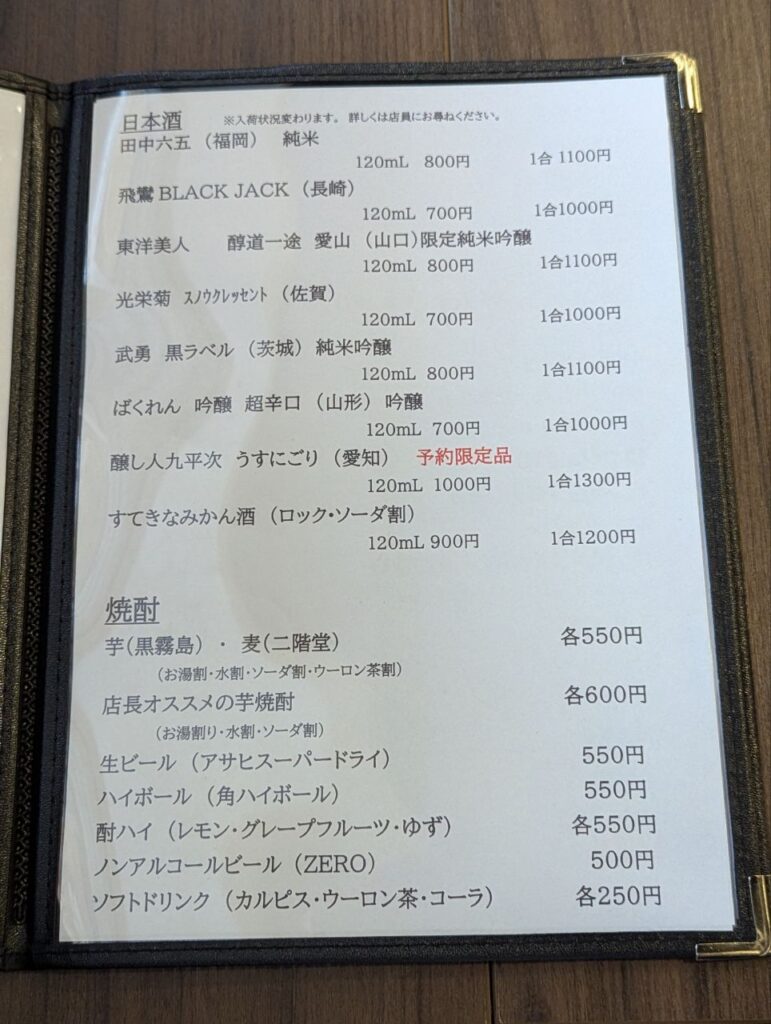 日本酒 ※入荷状況変わります。詳しくは店員にお尋ねください。
田中六五 （福岡） 純米
120mL 800円 1合 1100円
飛鸞 BLACK JACK （長崎）
120mL 700円 1合1000円
東洋美人 醇道一途 愛山 （山口）限定純米吟醸
120mL 800円 1合1100円
光栄菊 ｽﾉｳｸﾚｯｾﾝﾄ （佐賀）
120mL 700円 1合1000円
武勇 黒ラベル （茨城） 純米吟醸
120mL 800円 1合1100円
ばくれん 吟醸 超辛口 （山形） 吟醸
120mL 700円 1合1000円
醸し人九平次 うすにごり （愛知） 予約限定品
120mL 1000円 1合1300円
すてきなみかん酒 （ロック・ソーダ割）
120mL 900円 1合1200円
焼酎
芋（黒霧島） ・ 麦（二階堂） 各550円
（お湯割・水割・ソーダ割・ウーロン茶割）
店長オススメの芋焼酎 各600円
（お湯割り・水割・ソーダ割）
生ビール （アサヒスーパードライ） 550円
ハイボール （角ハイボール） 550円
酎ハイ （レモン・グレープフルーツ・ゆず） 各550円
ノンアルコールビール （ZERO） 500円
ソフトドリンク （カルピス・ウーロン茶・コーラ） 各250円